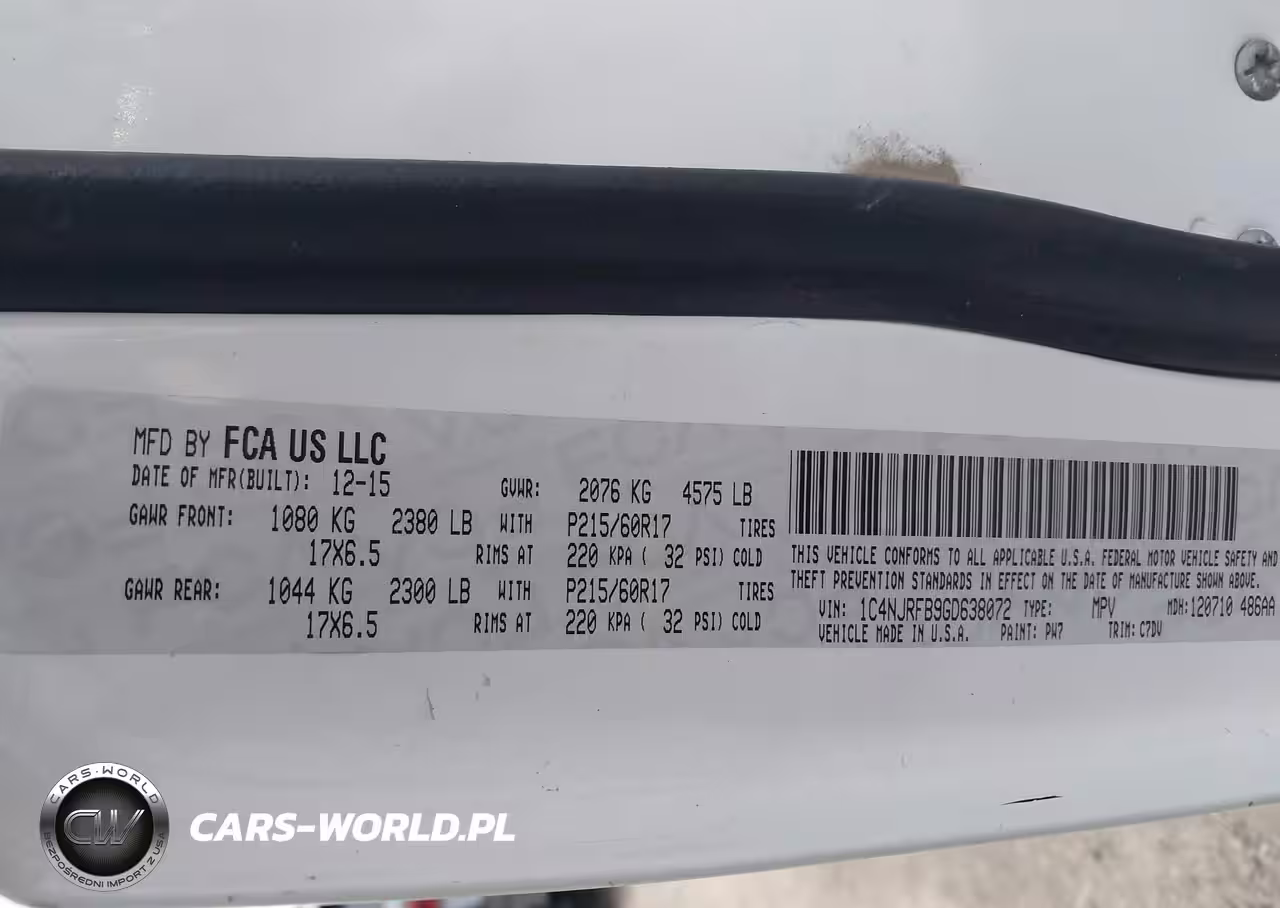 MFD BY FCA US LLC
DATE OF MFR(BUILT): 12-15 GVWR: 2076 KG 4575 LB
GAWR FRONT: 1080 KG 2380 LB WITH P215/60R17 TIRES
17X6.5 RIMS AT 220 KPA ( 32 PSI) COLD
GAWR REAR: 1044 KG 2300 LB WITH P215/60R17 TIRES
17X6.5 RIMS AT 220 KPA ( 32 PSI) COLD
THIS VEHICLE CONFORMS TO ALL APPLICABLE U.S.A. FEDERAL MOTOR VEHICLE SAFETY AND
THEFT PREVENTION STANDARDS IN EFFECT ON THE DATE OF MANUFACTURE SHOWN ABOVE.
VIN: 1C4NJRFB9GD638072 TYPE: MPV MDH: 120710 486AA
VEHICLE MADE IN U.S.A. PAINT: PW7 TRIM: C7DV
CARS-WORLD
CW
BEZPOŚREDNI IMPORT Z USA
CARS-WORLD.PL